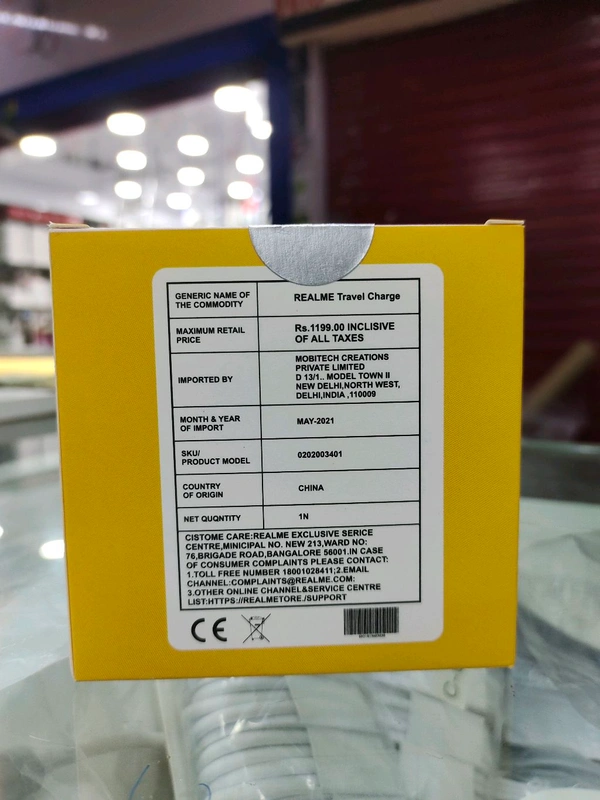 GENERIC NAME OF
THE COMMODITY
REALME Travel Charge
MAXIMUM RETAIL
PRICE
Rs.1199.00 INCLISIVE
OF ALL TAXES
IMPORTED BY
MOBITECH CREATIONS
PRIVATE LIMITED
D 13/1.. MODEL TOWN II
NEW DELHI,NORTH WEST,
DELHI,INDIA ,110009
MONTH & YEAR
OF IMPORT
MAY-2021
SKU/
PRODUCT MODEL
0202003401
COUNTRY
OF ORIGIN
CHINA
NET QUQNTITY
1N
CISTOME CARE:REALME EXCLUSIVE SERICE
CENTRE,MINICIPAL NO. NEW 213,WARD NO:
76,BRIGADE ROAD,BANGALORE 56001.IN CASE
OF CONSUMER COMPLAINTS PLEASE CONTACT:
1.TOLL FREE NUMBER 18001028411;2.EMAIL
CHANNEL:COMPLAINTS@REALME.COM:
3.OTHER ONLINE CHANNEL&SERVICE CENTRE
LIST:HTTPS://REALMETORE./SUPPORT
CE